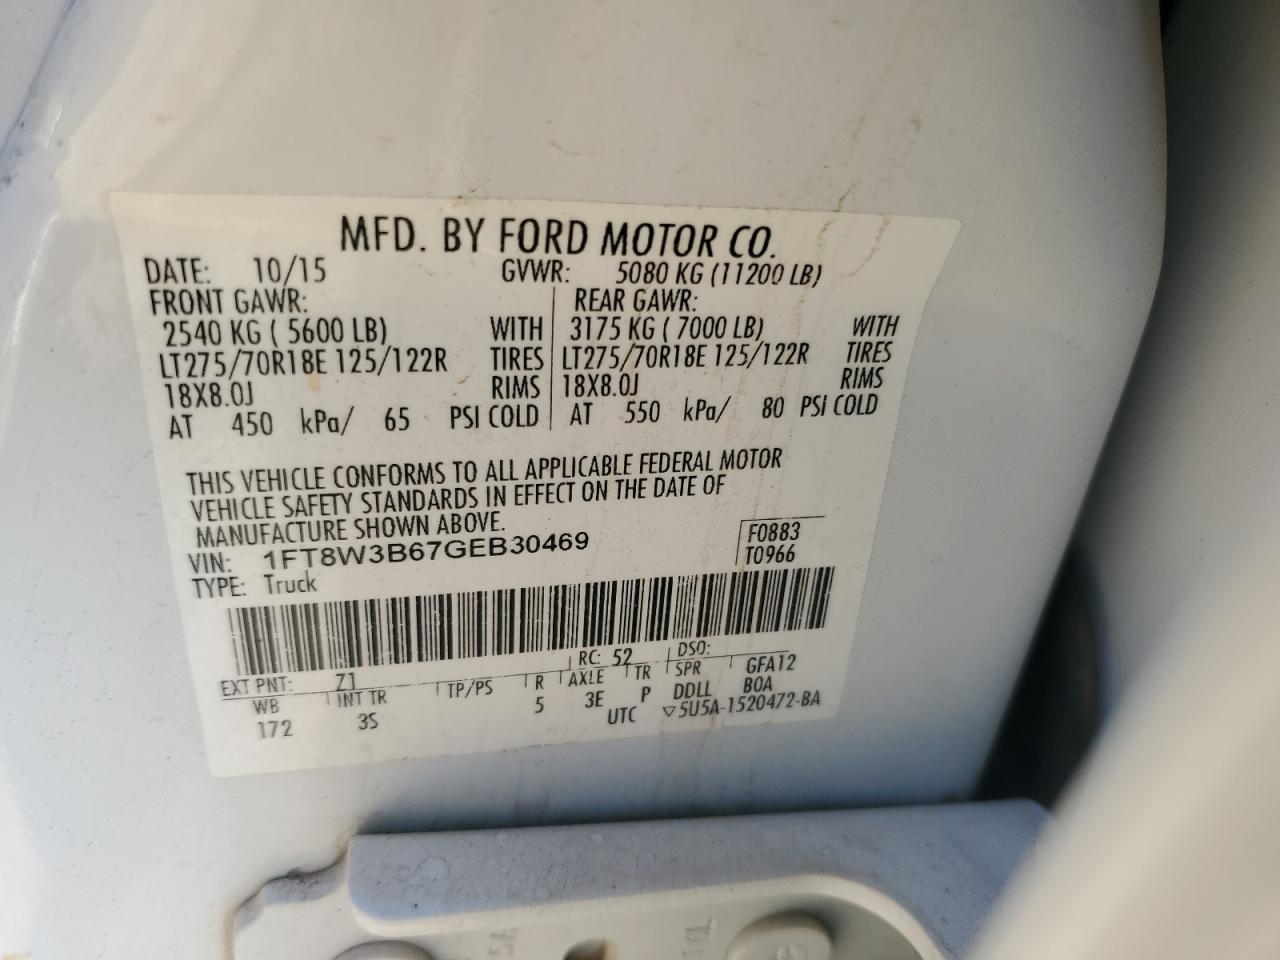 MFD. BY FORD MOTOR CO.
DATE: 10/15 GVWR: 5080 KG (11200 LB)
FRONT GAWR: REAR GAWR:
2540 KG ( 5600 LB) WITH 3175 KG ( 7000 LB) WITH
LT275/70R18E 125/122R TIRES LT275/70R18E 125/122R TIRES
18X8.0J RIMS 18X8.0J RIMS
AT 450 kPa/ 65 PSI COLD AT 550 kPa/ 80 PSI COLD
THIS VEHICLE CONFORMS TO ALL APPLICABLE FEDERAL MOTOR
VEHICLE SAFETY STANDARDS IN EFFECT ON THE DATE OF
MANUFACTURE SHOWN ABOVE.
VIN: 1FT8W3B67GEB30469 F0883
TYPE: Truck T0966
EXT PNT: Z1 RC: 52 DSO:
WB INT TR TP/PS R AXLE TR SPR GFA12
172 3S 5 3E P DDLL BOA
UTC ▽5U5A-1520472-BA